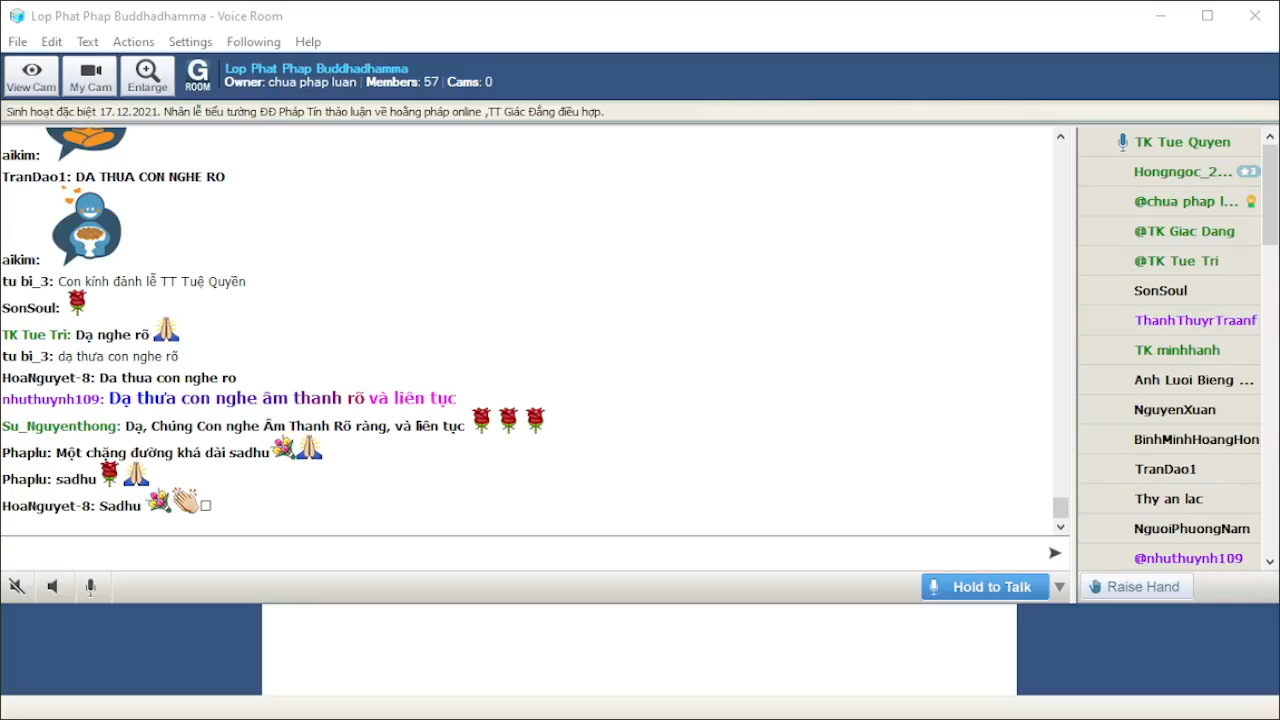 Lop Phat Phap Buddhadhamma - Voice Room
File Edit Text Actions Settings Following Help
View Cam My Cam Enlarge G ROOM
Lop Phat Phap Buddhadhamma
Owner: chua phap luan | Members: 57 | Cams: 0
Sinh hoạt đặc biệt 17.12.2021. Nhân lễ tiểu tường ĐĐ Pháp Tín thảo luận về hoằng pháp online ,TT Giác Đẳng điều hợp.
aikim:
TranDao1: DA THUA CON NGHE RO
aikim:
tu bi_3: Con kính đảnh lễ TT Tuệ Quyền
SonSoul:
TK Tue Tri: Dạ nghe rõ
tu bi_3: dạ thưa con nghe rõ
HoaNguyet-8: Da thua con nghe ro
nhuthuynh109: Dạ thưa con nghe âm thanh rõ và liên tục
Su_Nguyenthong: Dạ, Chúng Con nghe Âm Thanh Rõ ràng, và liên tục
Phaplu: Một chặng đường khá dài sadhu
Phaplu: sadhu
HoaNguyet-8: Sadhu
TK Tue Quyen
Hongngoc_2... 3
@chua phap l...
@TK Giac Dang
@TK Tue Tri
SonSoul
ThanhThuyrTraanf
TK minhhanh
Anh Luoi Bieng ...
NguyenXuan
BinhMinhHoangHon
TranDao1
Thy an lac
NguoiPhuongNam
@nhuthuynh109
Hold to Talk
Raise Hand